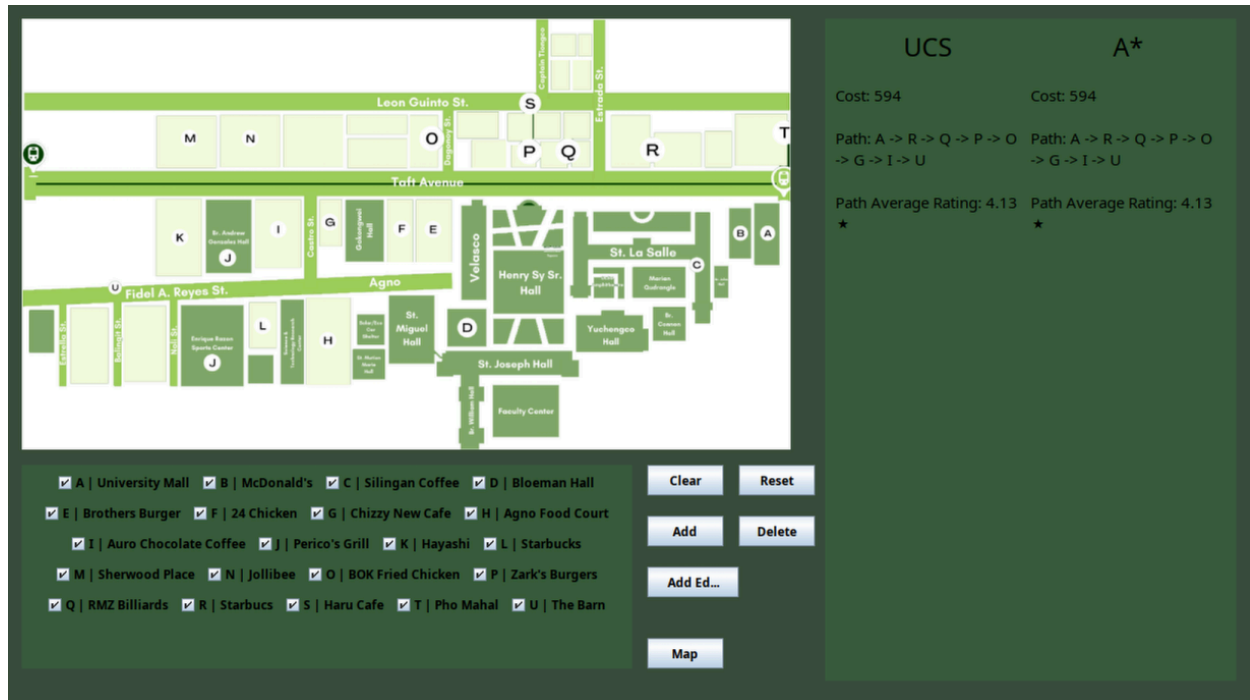 UCS
A*
Cost: 594
Cost: 594
Path: A -> R -> Q -> P -> O
-> G -> I -> U
Path: A -> R -> Q -> P -> O
-> G -> I -> U
Path Average Rating: 4.13
★
Path Average Rating: 4.13
★
Captain Tiongco
Estrada St.
Leon Guinto St.
S
M
N
O
Dagonoy St.
P
Q
R
T
Taft Avenue
K
Br. Andrew
Gonzales Hall
J
I
Castro St.
G
Gokongwei
Hall
F
E
Velasco
Henry Sy Sr.
Hall
St. La Salle
Marian
Quadrangle
C
B
A
U
Fidel A. Reyes St.
Agno
Estrella St.
Noli St.
Enrique Razon
Sports Center
J
L
H
St.
Miguel
Hall
D
Yuchengco
Hall
St. Joseph Hall
Br. William Hall
Faculty Center
A | University Mall
B | McDonald's
C | Silingan Coffee
D | Bloeman Hall
E | Brothers Burger
F | 24 Chicken
G | Chizzy New Cafe
H | Agno Food Court
I | Auro Chocolate Coffee
J | Perico's Grill
K | Hayashi
L | Starbucks
M | Sherwood Place
N | Jollibee
O | BOK Fried Chicken
P | Zark's Burgers
Q | RMZ Billiards
R | Starbucs
S | Haru Cafe
T | Pho Mahal
U | The Barn
Clear
Reset
Add
Delete
Add Ed...
Map